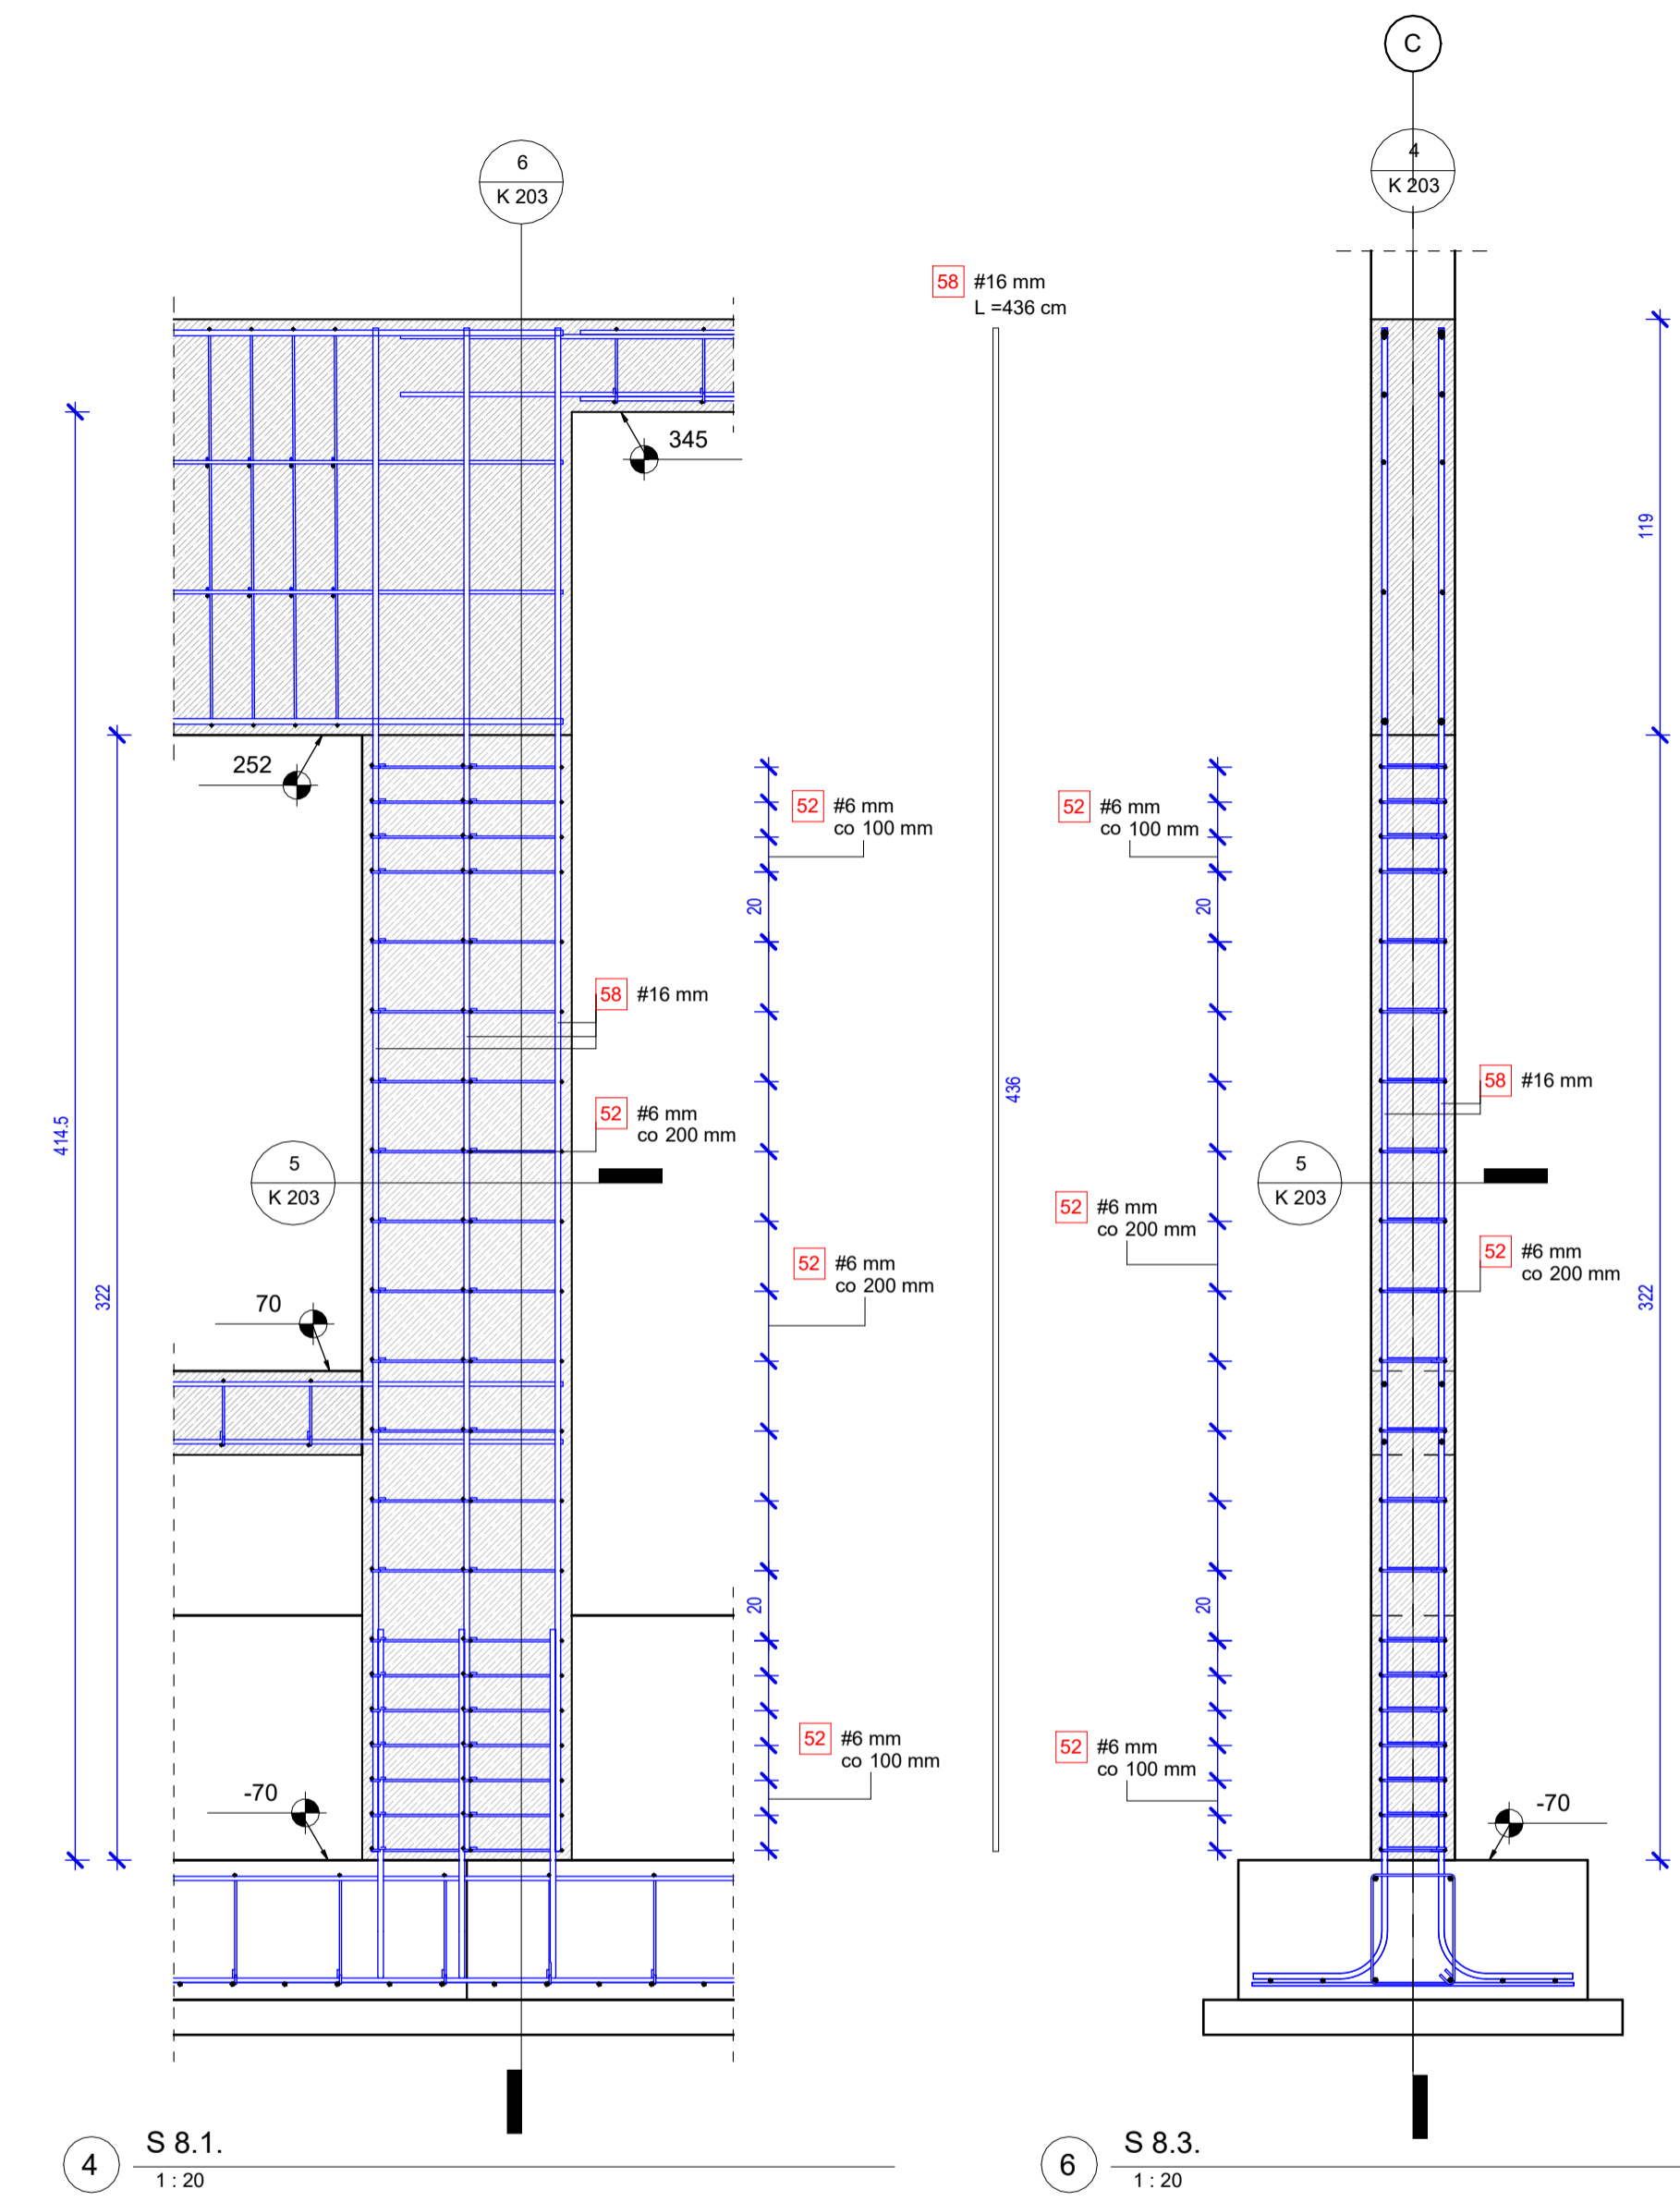 C
6
K 203
4
K 203
58 #16 mm
L =436 cm
345
119
252
52 #6 mm
co 100 mm
52 #6 mm
co 100 mm
20
20
58 #16 mm
436
58 #16 mm
414.5
52 #6 mm
co 200 mm
5
K 203
5
K 203
52 #6 mm
co 200 mm
52 #6 mm
co 200 mm
52 #6 mm
co 200 mm
322
322
70
20
20
52 #6 mm
co 100 mm
52 #6 mm
co 100 mm
-70
-70
4
S 8.1.
1 : 20
6
S 8.3.
1 : 20